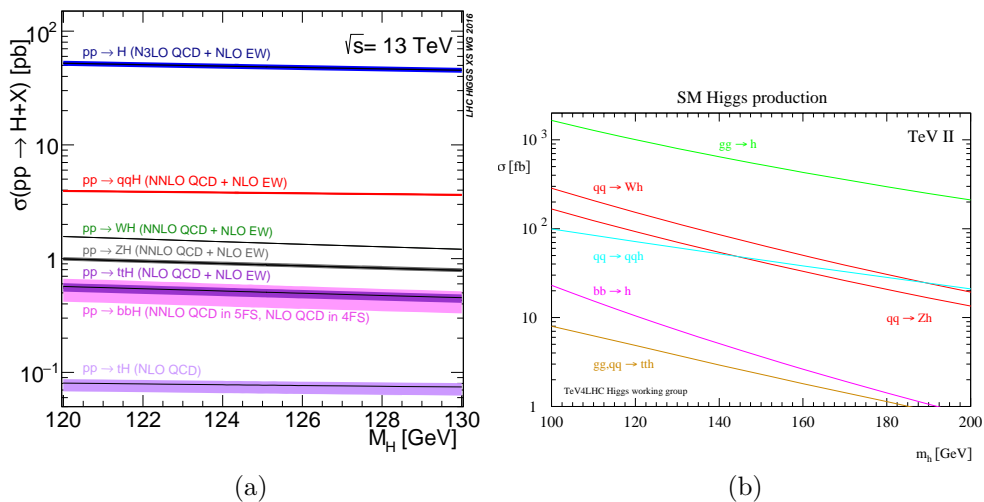 σ(pp → H+X) [pb]
10²
10
1
10⁻¹
√s= 13 TeV
LHC HIGGS XS WG 2016
pp → H (N3LO QCD + NLO EW)
pp → qqH (NNLO QCD + NLO EW)
pp → WH (NNLO QCD + NLO EW)
pp → ZH (NNLO QCD + NLO EW)
pp → ttH (NLO QCD + NLO EW)
pp → bbH (NNLO QCD in 5FS, NLO QCD in 4FS)
pp → tH (NLO QCD)
120 122 124 126 128 130
M_H [GeV]
(a)
SM Higgs production
TeV II
σ [fb]
10³
10²
10
1
gg → h
qq → Wh
qq → qqh
bb → h
qq → Zh
gg,qq → tth
TeV4LHC Higgs working group
100 120 140 160 180 200
m_h [GeV]
(b)